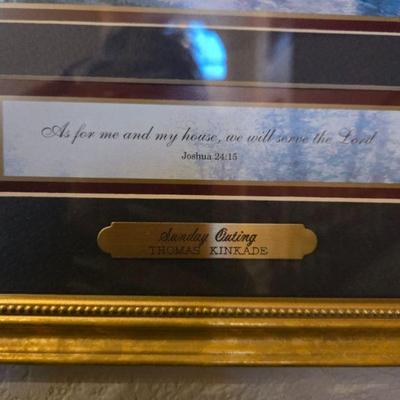 As for me and my house, we will serve the Lord
Joshua 24:15
Sunday Outing
THOMAS KINKADE